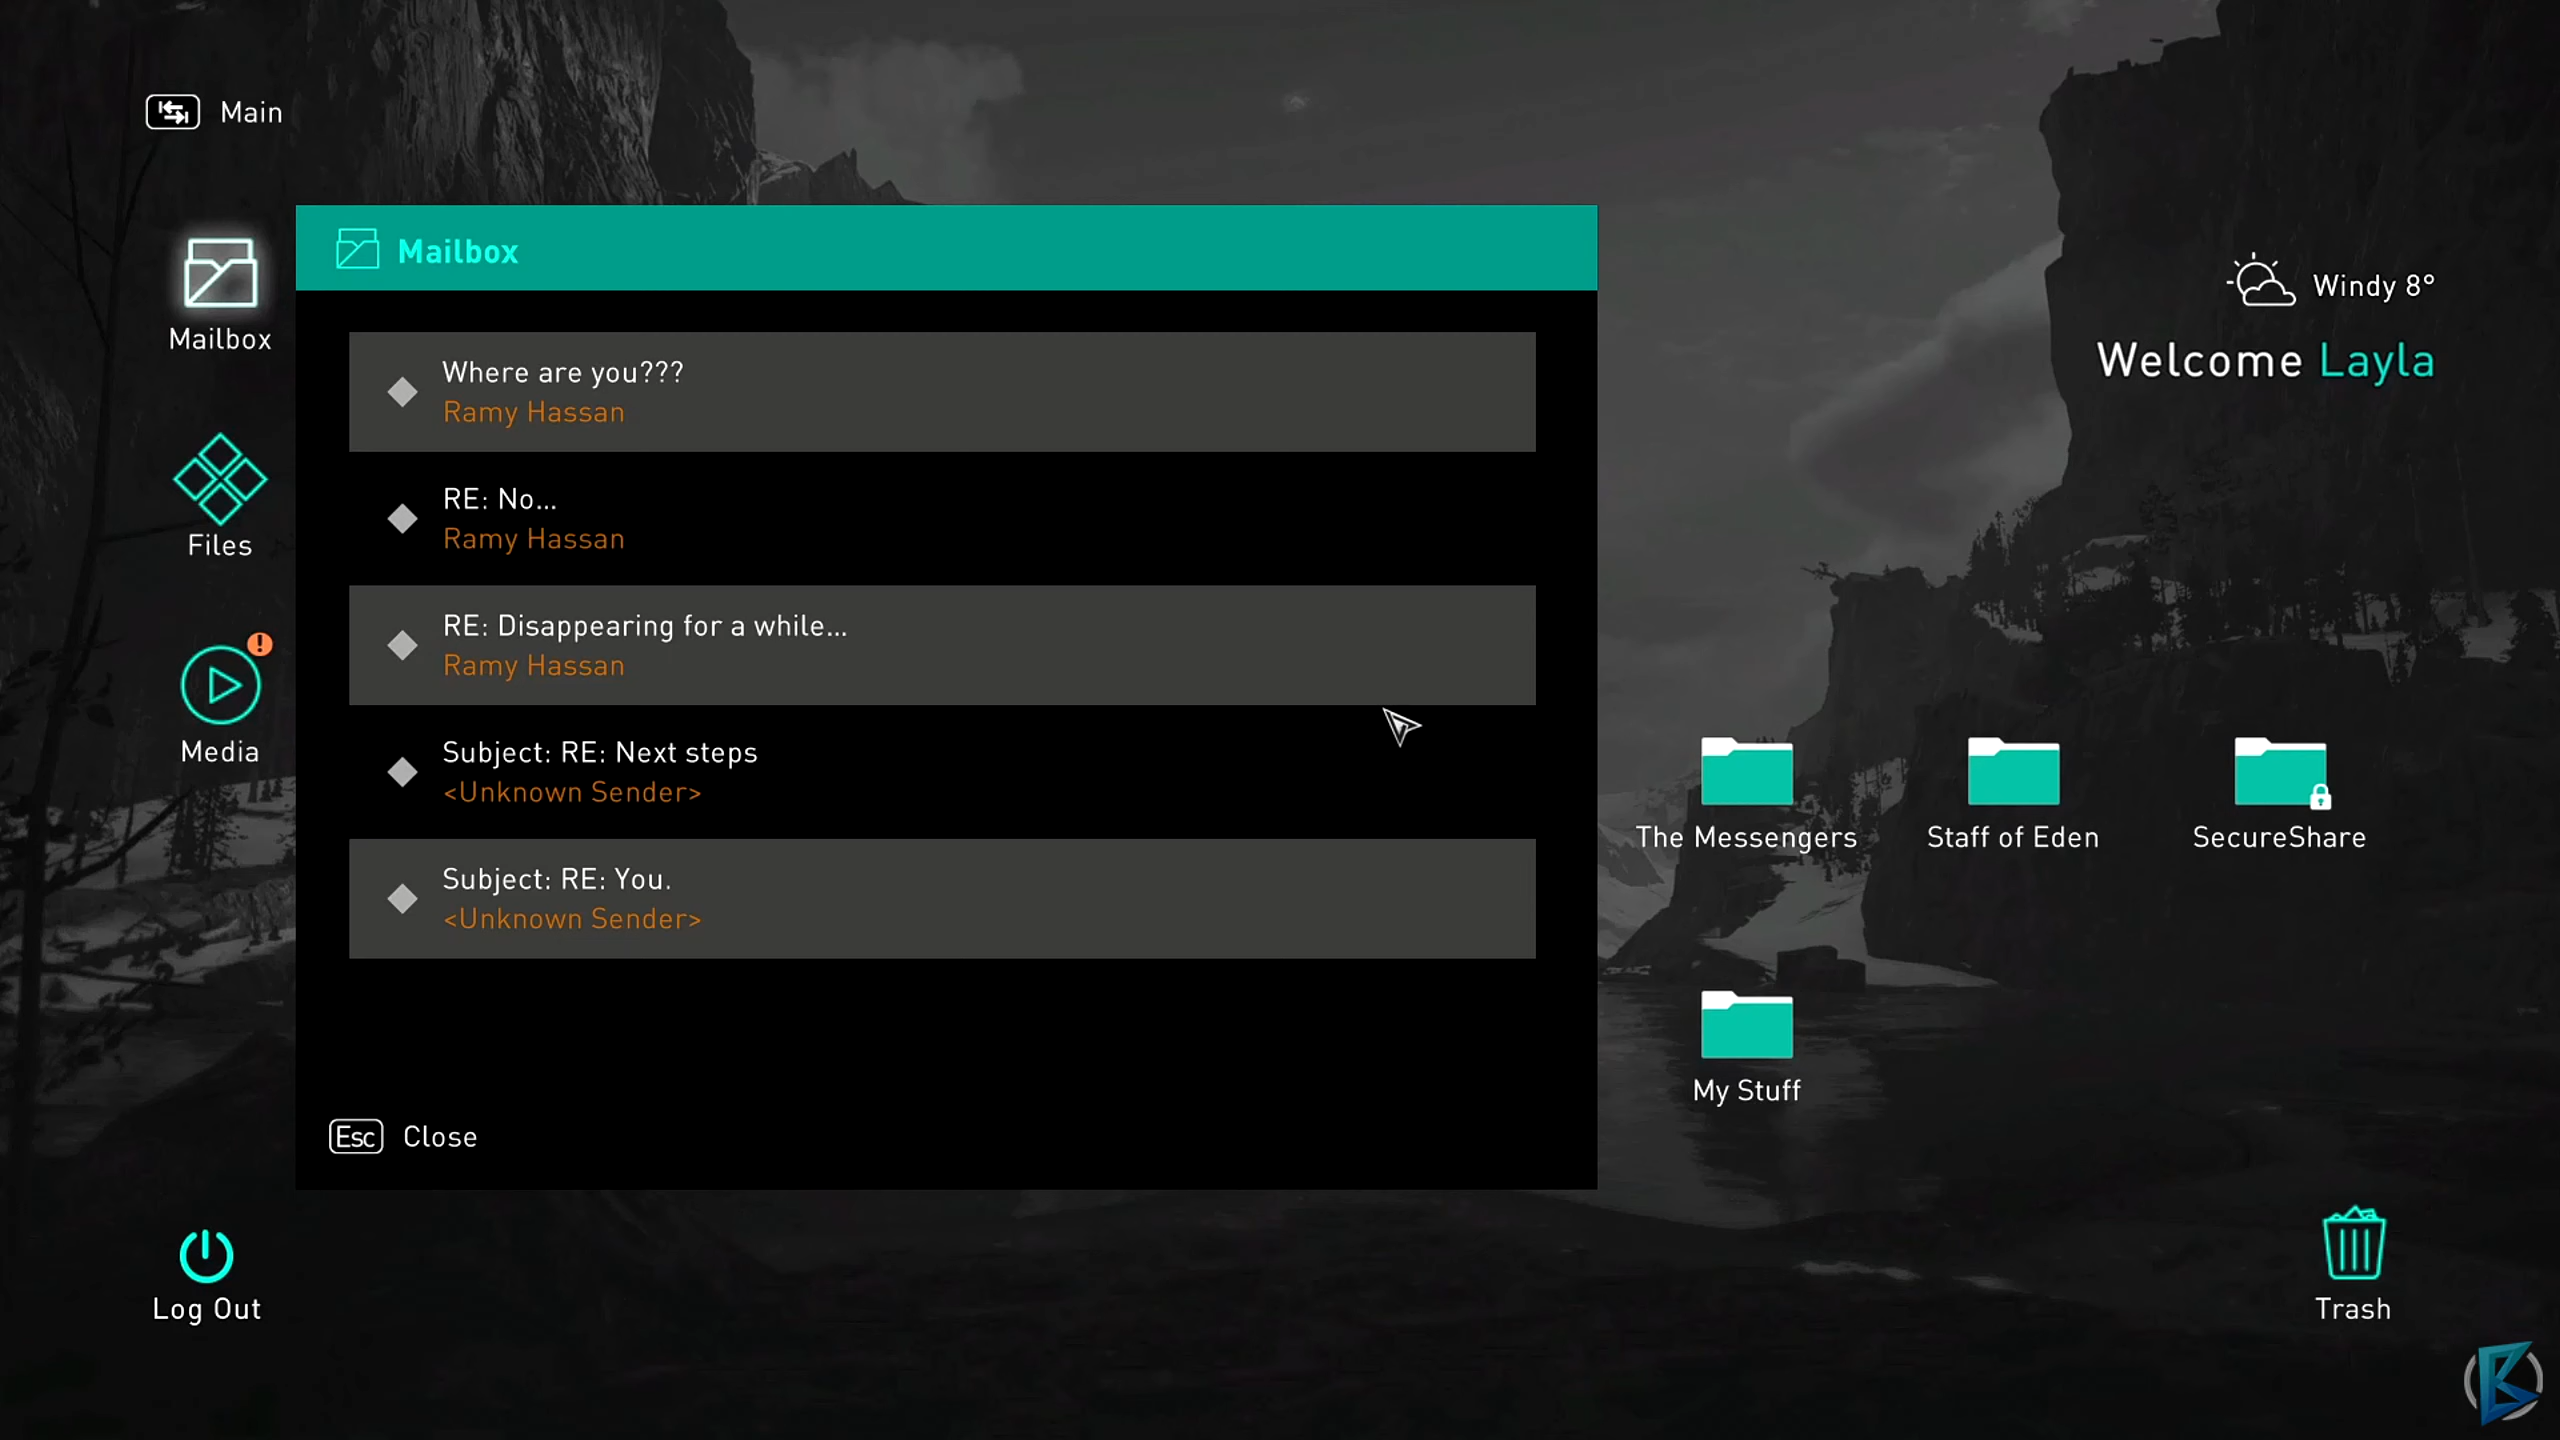 Main
Mailbox
Files
Media
Log Out
Mailbox
Where are you???
Ramy Hassan
RE: No...
Ramy Hassan
RE: Disappearing for a while...
Ramy Hassan
Subject: RE: Next steps
<Unknown Sender>
Subject: RE: You.
<Unknown Sender>
Esc Close
Windy 8°
Welcome Layla
The Messengers
Staff of Eden
SecureShare
My Stuff
Trash